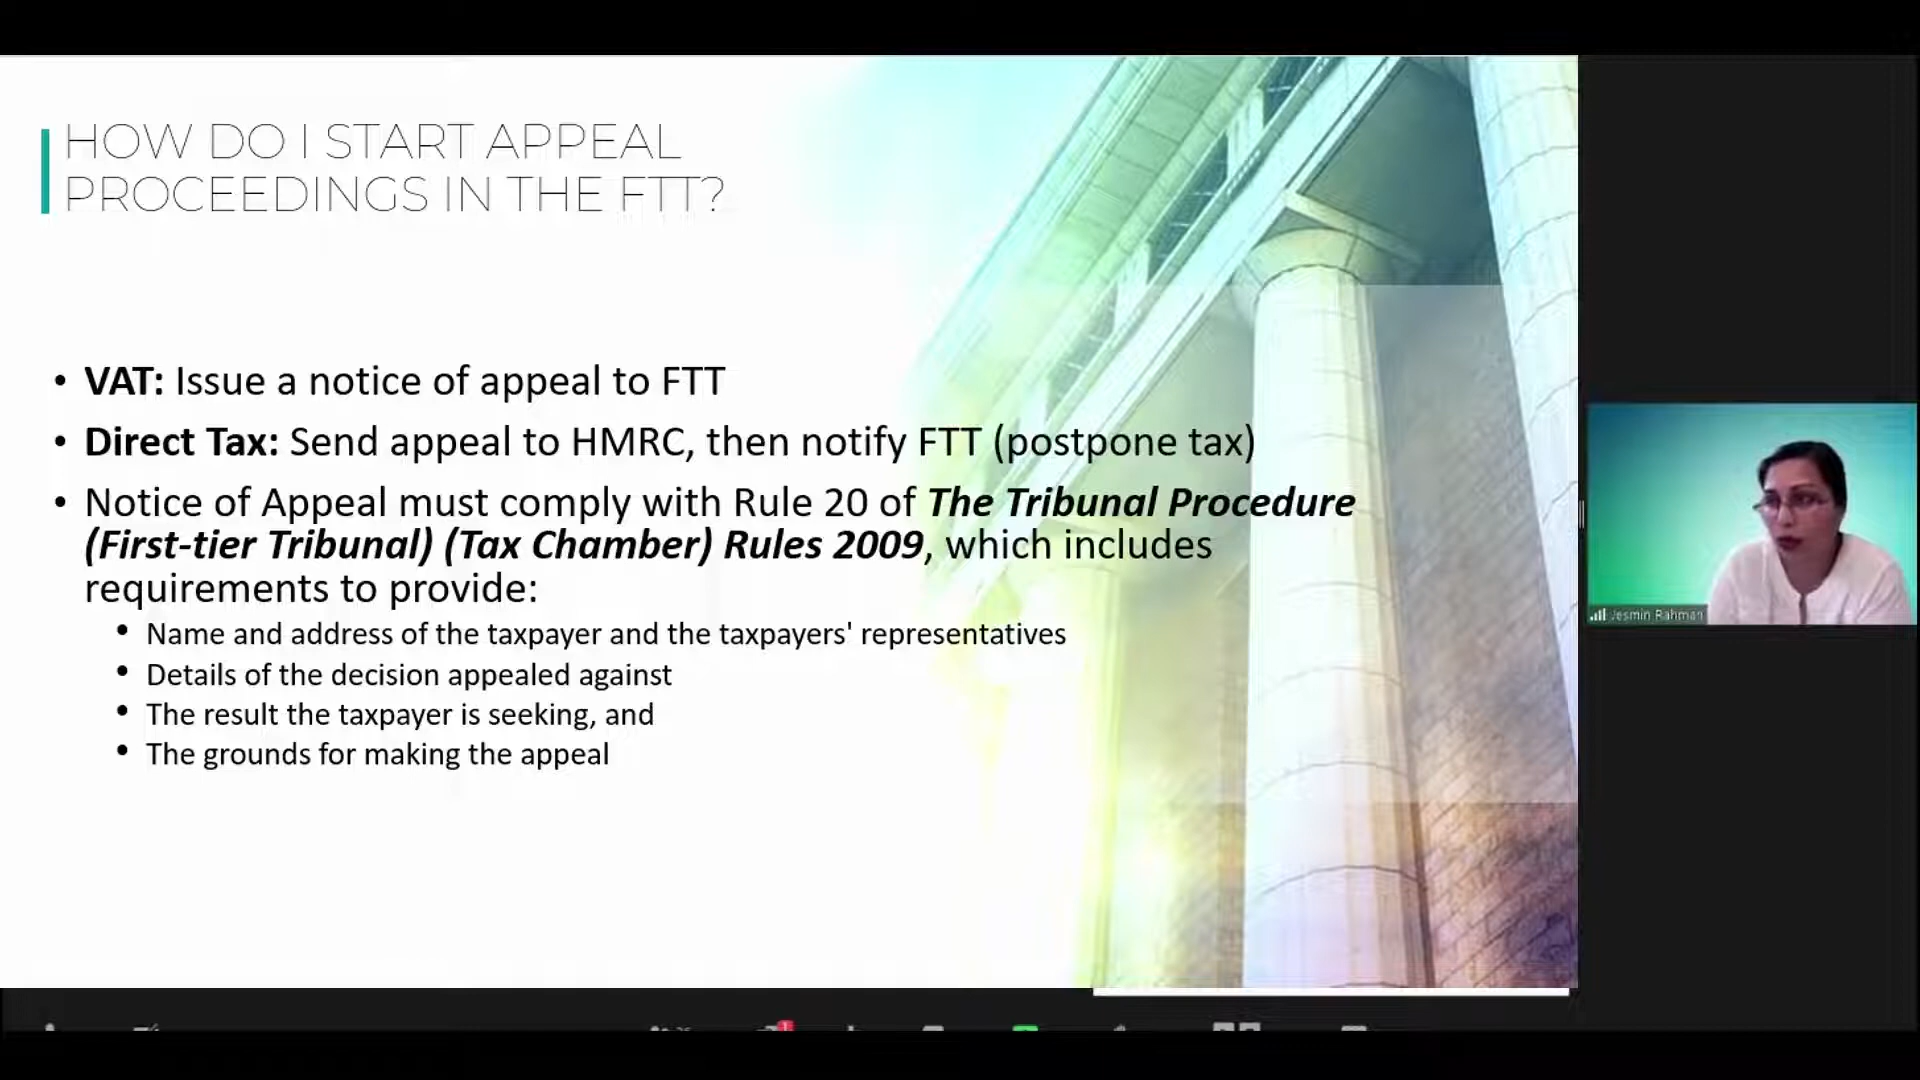 HOW DO I START APPEAL
PROCEEDINGS IN THE FTT?
• VAT: Issue a notice of appeal to FTT
• Direct Tax: Send appeal to HMRC, then notify FTT (postpone tax)
• Notice of Appeal must comply with Rule 20 of The Tribunal Procedure
(First-tier Tribunal) (Tax Chamber) Rules 2009, which includes
requirements to provide:
• Name and address of the taxpayer and the taxpayers' representatives
• Details of the decision appealed against
• The result the taxpayer is seeking, and
• The grounds for making the appeal
Jesmin Rahman